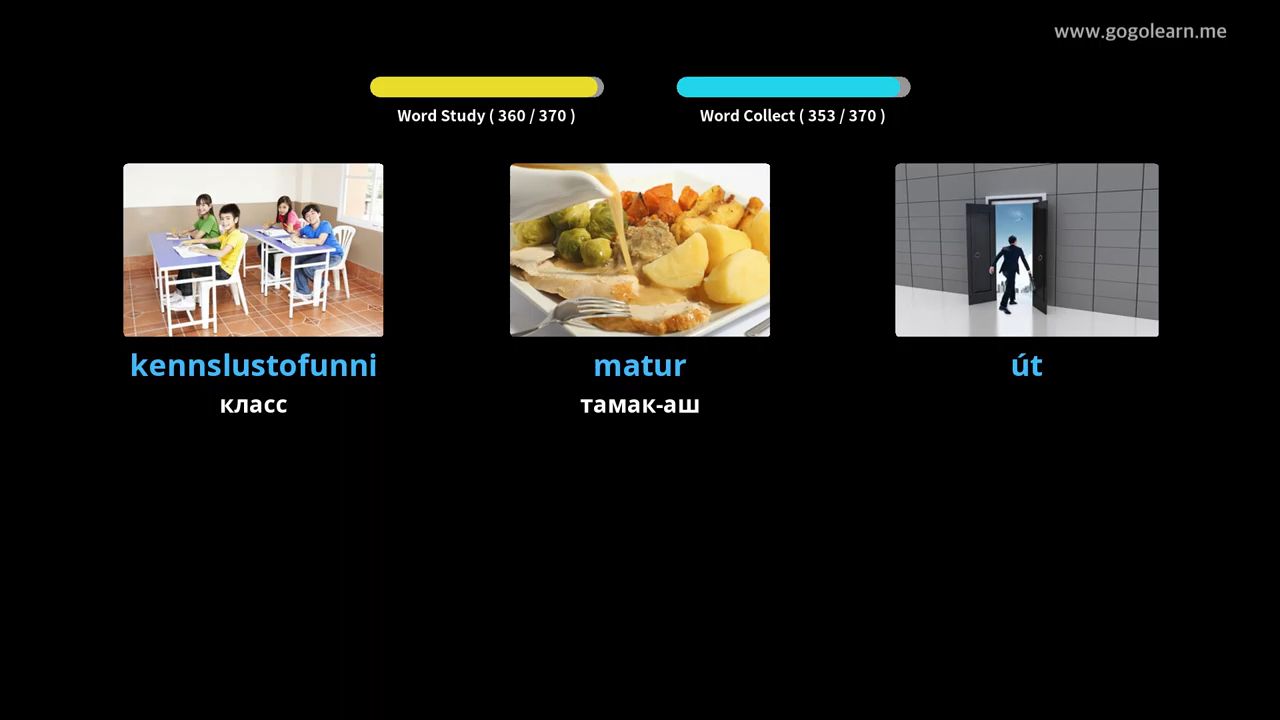 www.gogolearn.me
Word Study ( 360 / 370 )
Word Collect ( 353 / 370 )
kennslustofunni
класс
matur
тамак-аш
út